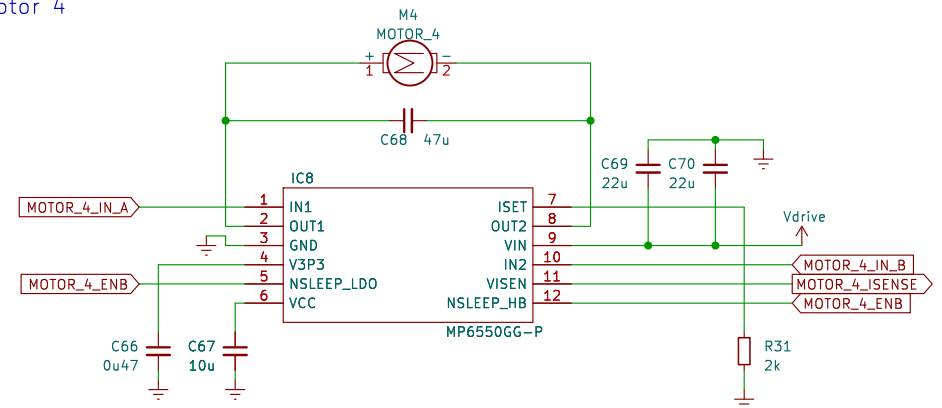 otor 4
M4
MOTOR_4
+ -
1 2
C68 47u
C69 C70
22u 22u
IC8
Vdrive
MOTOR_4_IN_A 1 IN1 ISET 7
2 OUT1 OUT2 8
3 GND VIN 9
4 V3P3 IN2 10 MOTOR_4_IN_B
MOTOR_4_ENB 5 NSLEEP_LDO VISEN 11 MOTOR_4_ISENSE
6 VCC NSLEEP_HB 12 MOTOR_4_ENB
MP6550GG-P
C66 C67 R31
0u47 10u 2k